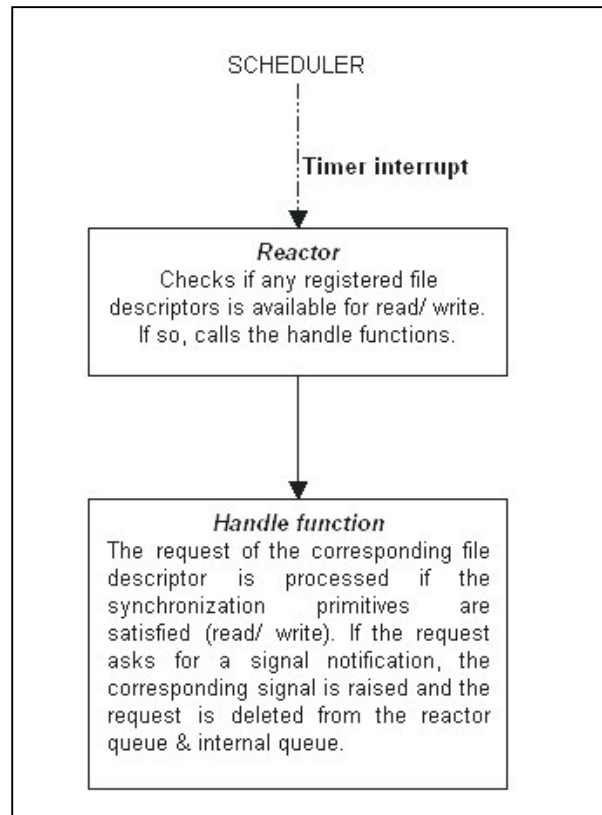 SCHEDULER
Timer interrupt
Reactor
Checks if any registered file
descriptors is available for read/ write.
If so, calls the handle functions.
Handle function
The request of the corresponding file
descriptor is processed if the
synchronization primitives are
satisfied (read/ write). If the request
asks for a signal notification, the
corresponding signal is raised and the
request is deleted from the reactor
queue & internal queue.